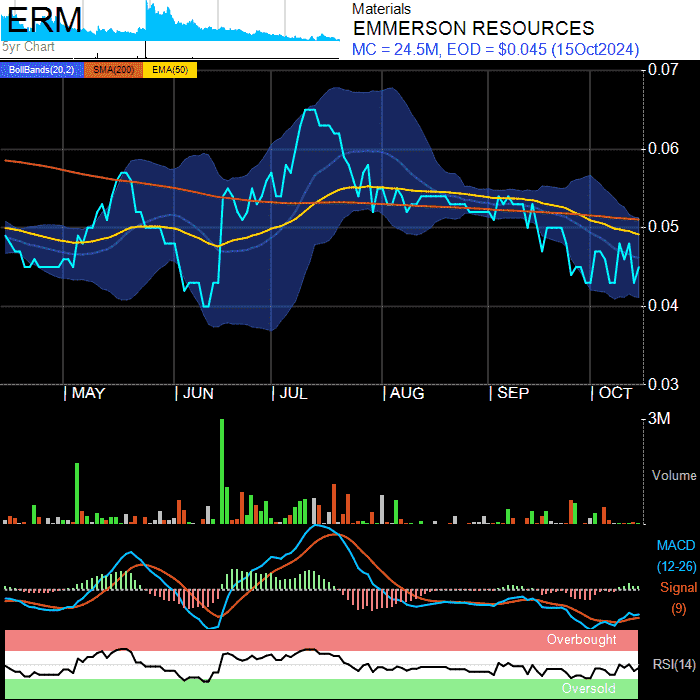 ERM
5yr Chart
Materials
EMMERSON RESOURCES
MC = 24.5M, EOD = $0.045 (15Oct2024)
BollBands(20,2) SMA(200) EMA(50)
0.07
0.06
0.05
0.04
0.03
MAY JUN JUL AUG SEP OCT
3M
Volume
MACD
(12-26)
Signal
(9)
Overbought
RSI(14)
Oversold